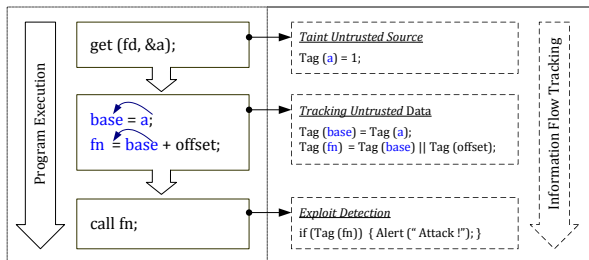 Program Execution
get (fd, &a);
base = a;
fn = base + offset;
call fn;
Taint Untrusted Source
Tag (a) = 1;
Tracking Untrusted Data
Tag (base) = Tag (a);
Tag (fn) = Tag (base) || Tag (offset);
Exploit Detection
if (Tag (fn)) { Alert (“ Attack !”); }
Information Flow Tracking